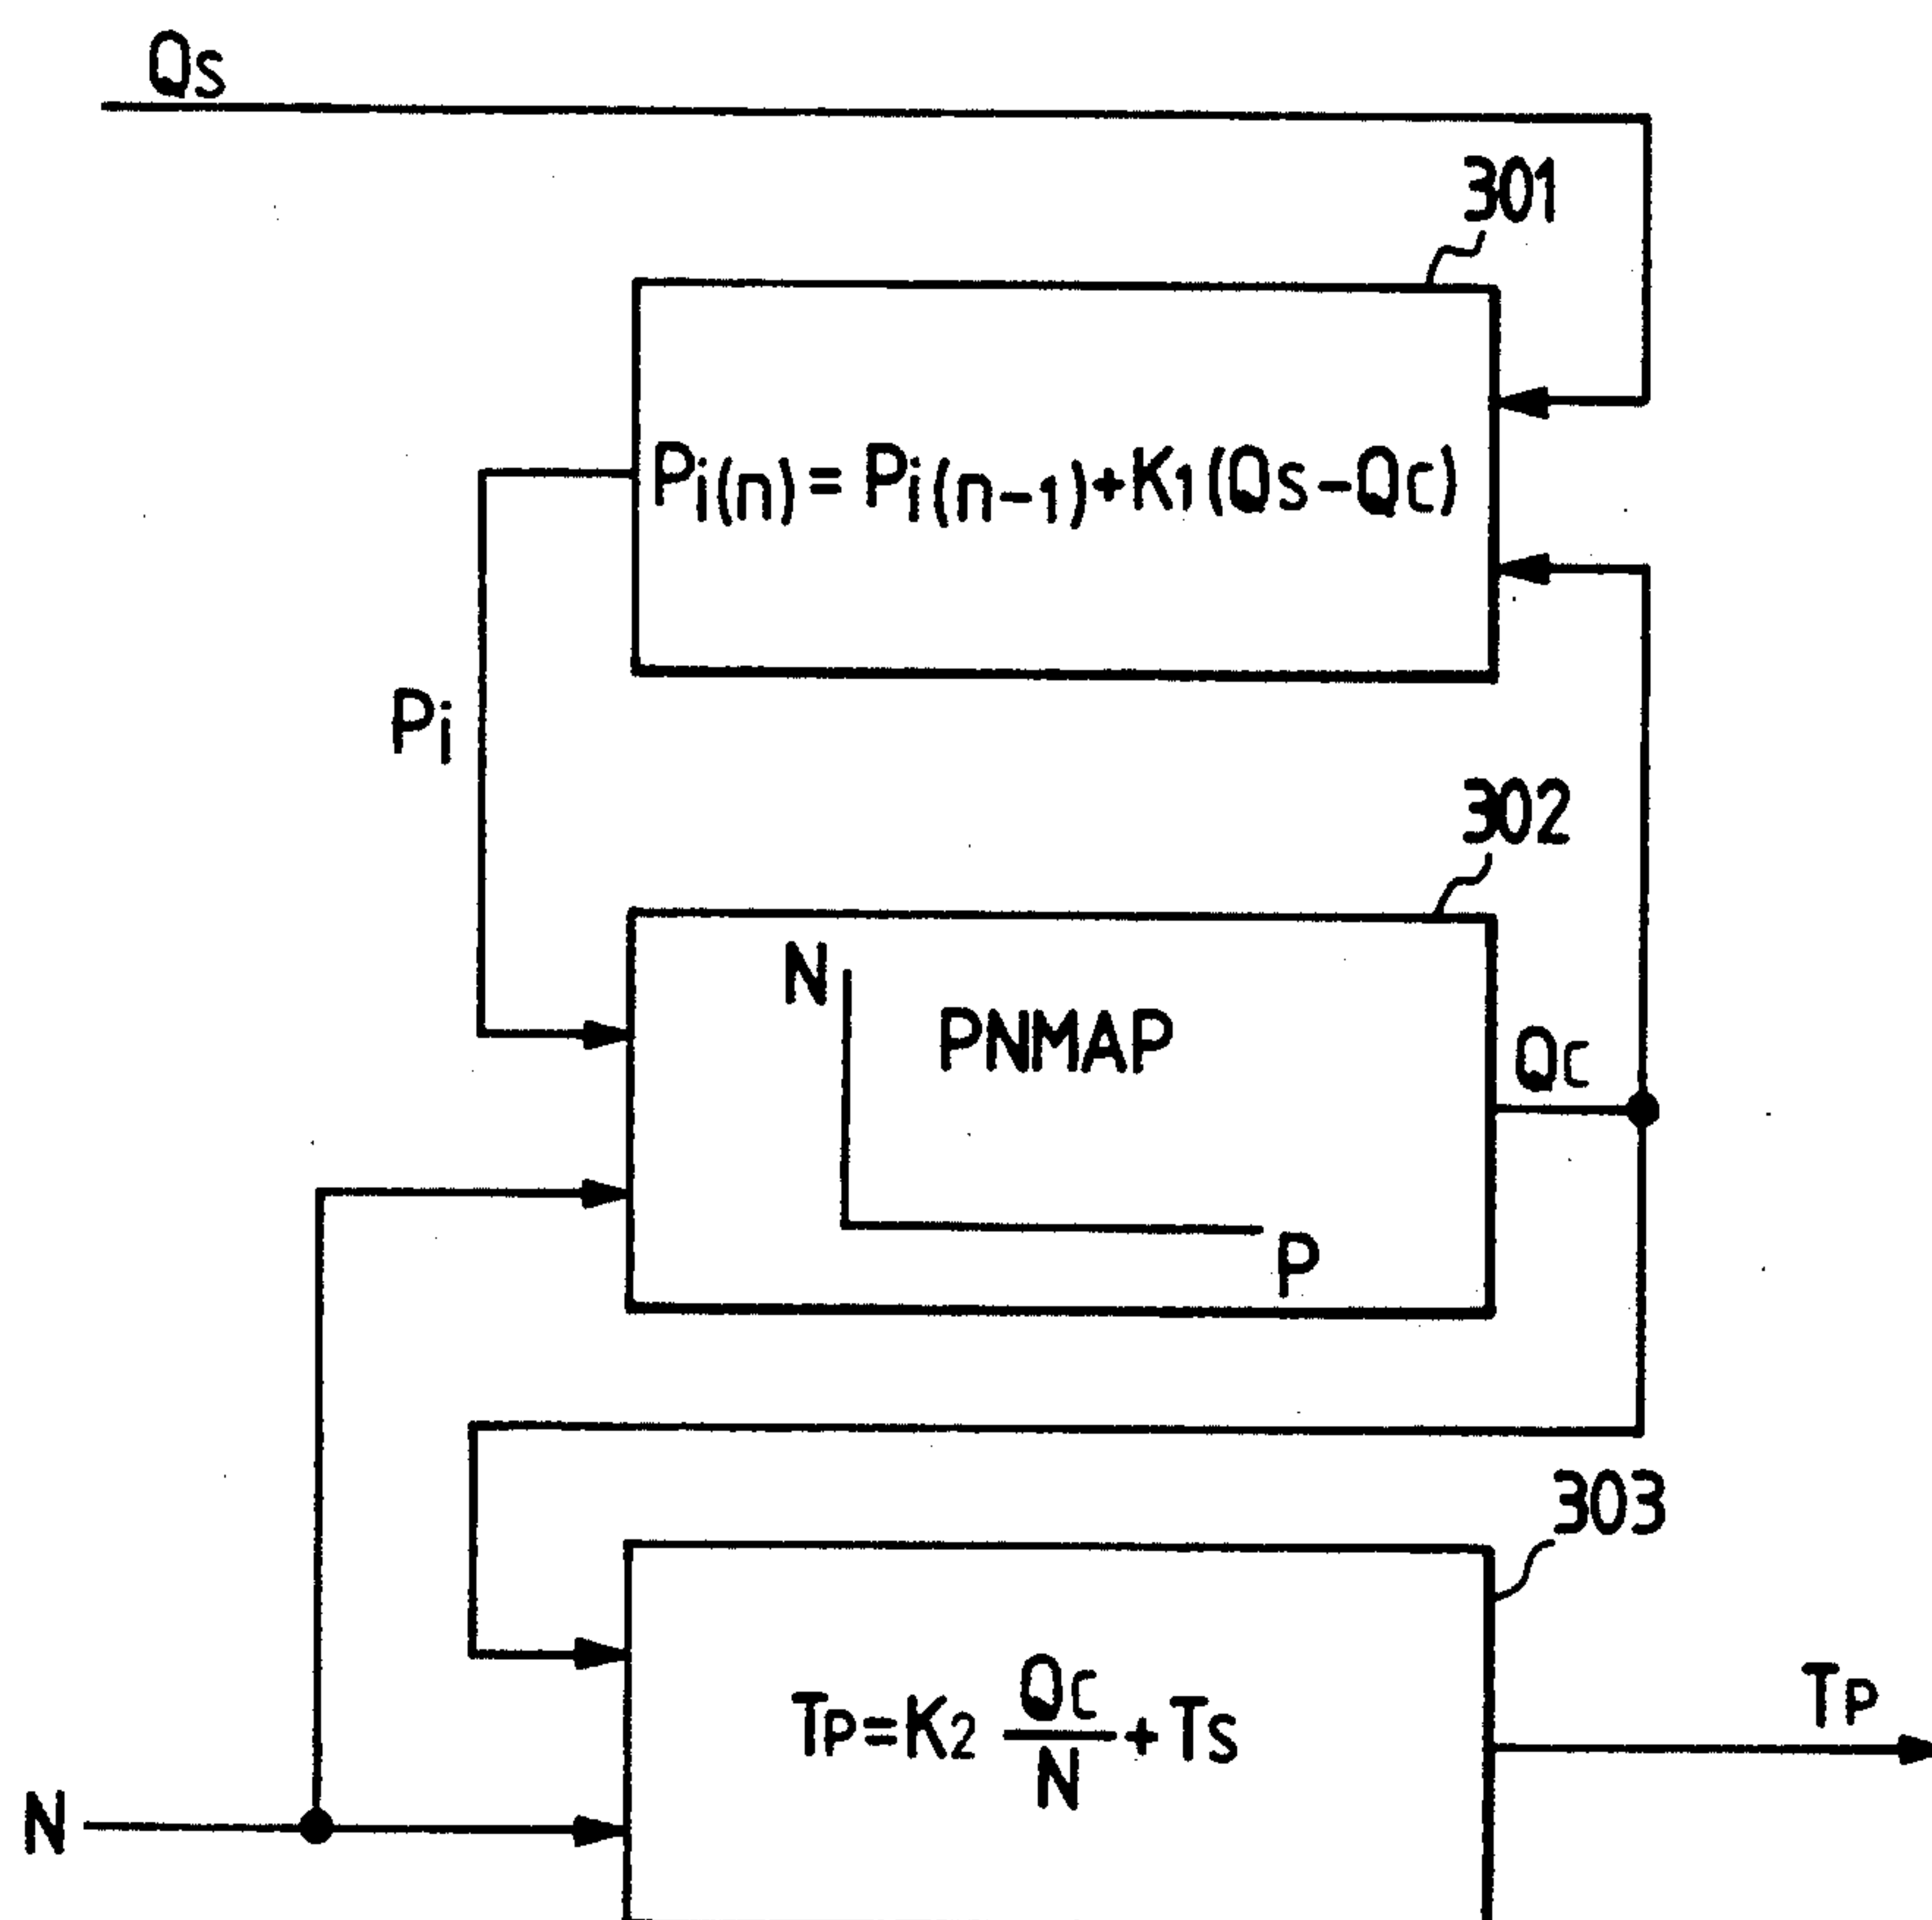 Qs
301
Pi(n) = Pi(n-1)+K1(Qs-Qc)
Pi
302
N
PNMAP
Qc
P
303
Tp=K2 Qc/N +Ts
Tp
N